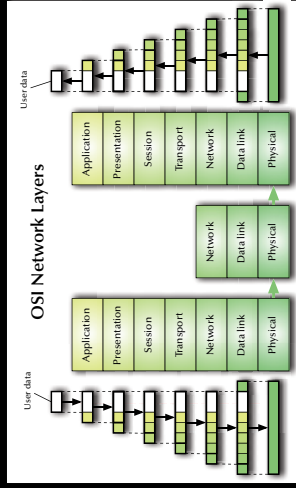 OSI Network Layers
User data
Application
Presentation
Session
Transport
Network
Data link
Physical
Network
Data link
Physical
User data
Application
Presentation
Session
Transport
Network
Data link
Physical